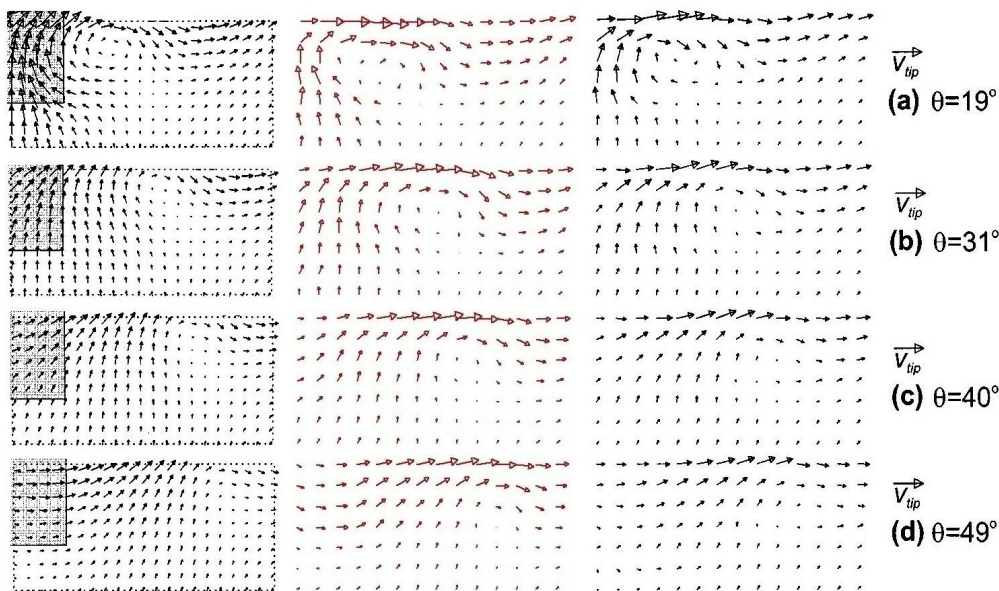 V_tip
(a) θ=19°
V_tip
(b) θ=31°
V_tip
(c) θ=40°
V_tip
(d) θ=49°